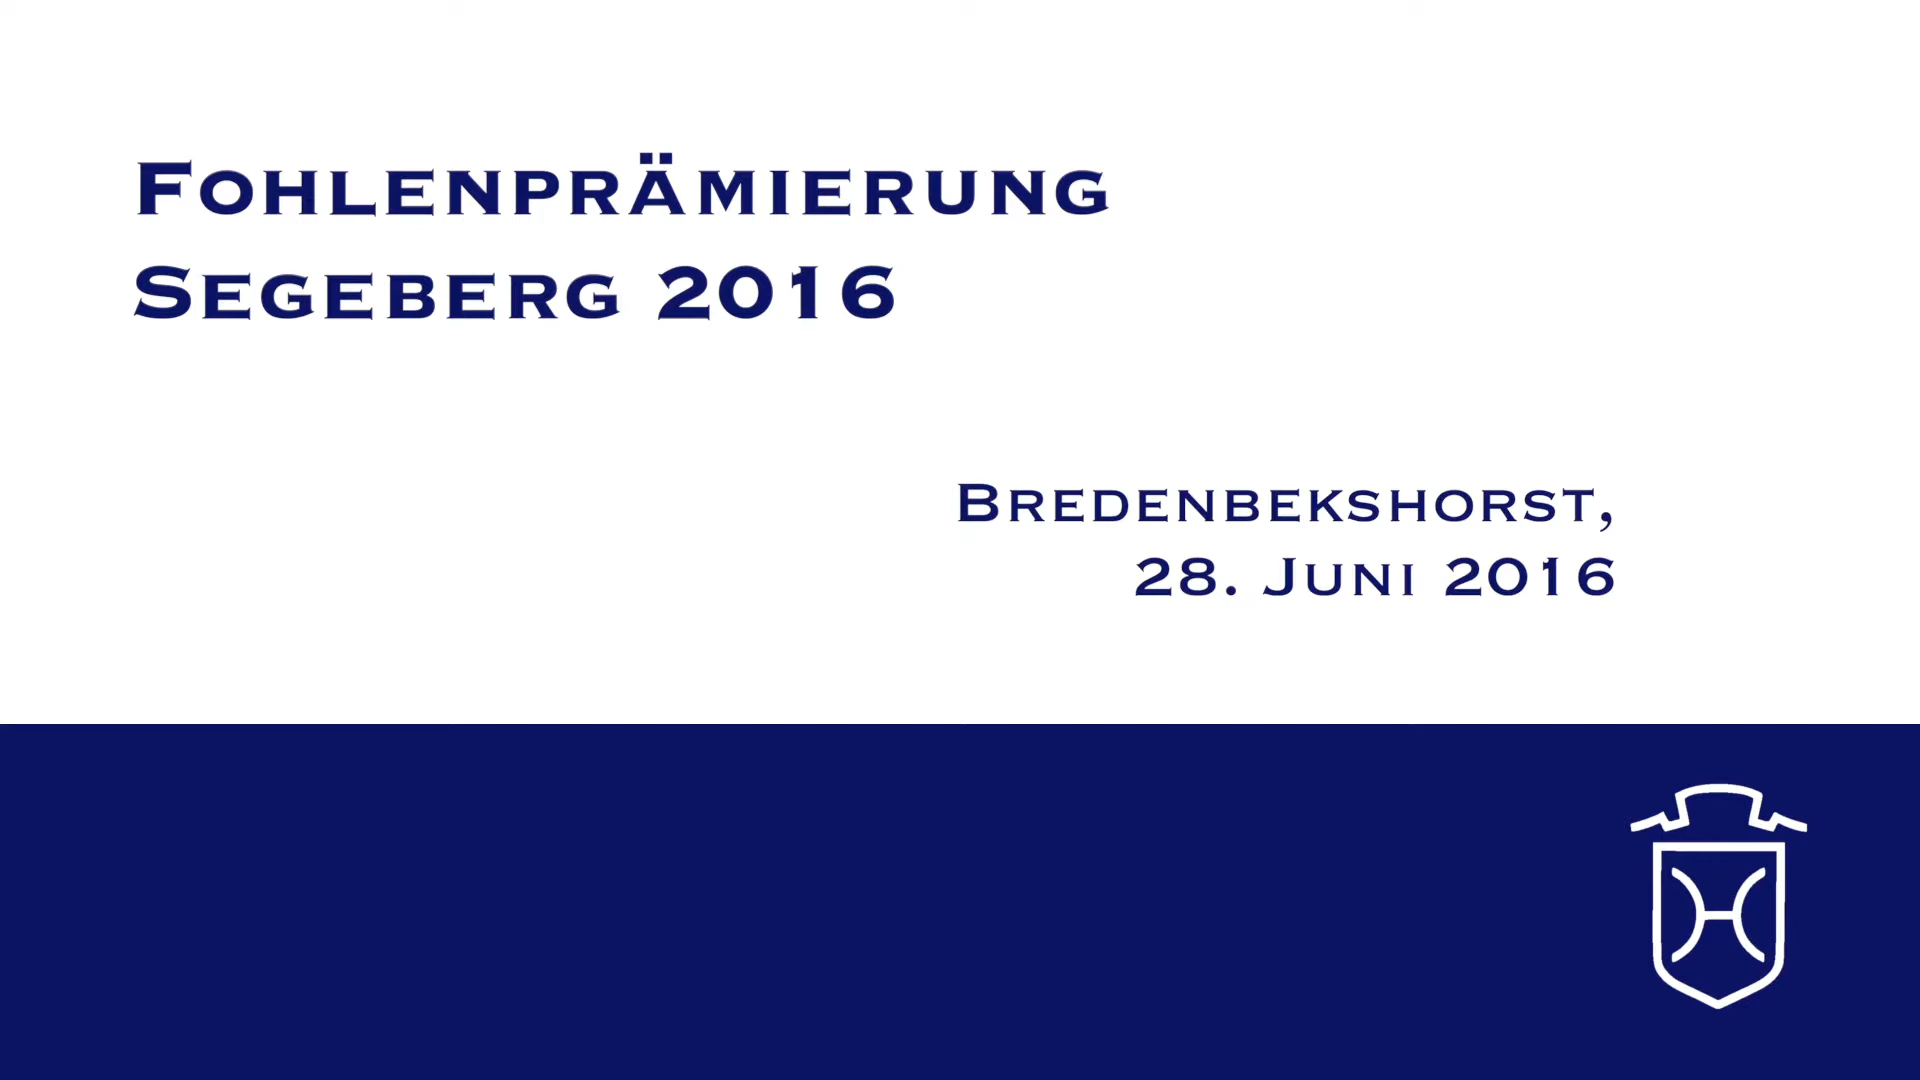 Fohlenprämierung
Segeberg 2016
Bredenbekshorst,
28. Juni 2016